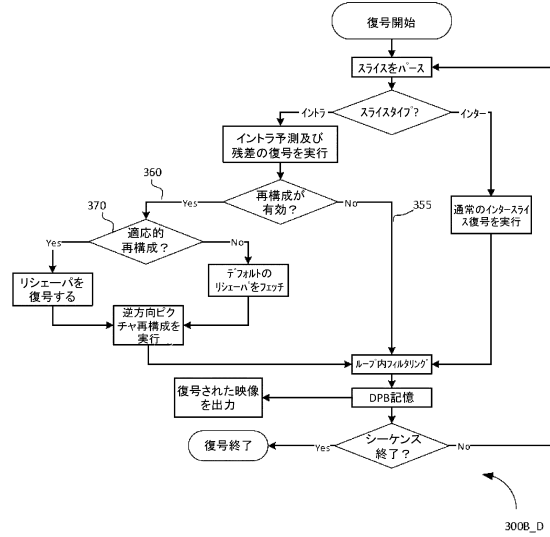 復号開始
スライスをパース
スライスタイプ?
イントラ
インター
イントラ予測及び
残差の復号を実行
360
再構成が
有効?
Yes
No
355
通常のインタースライ
ス復号を実行
370
適応的
再構成?
Yes
No
リシェーパを
復号する
デフォルトの
リシェーパをフェッチ
逆方向ピク
チャ再構成を
実行
ループ内フィルタリング
復号された映像
を出力
DPB記憶
シーケンス
終了?
Yes
No
復号終了
300B_D